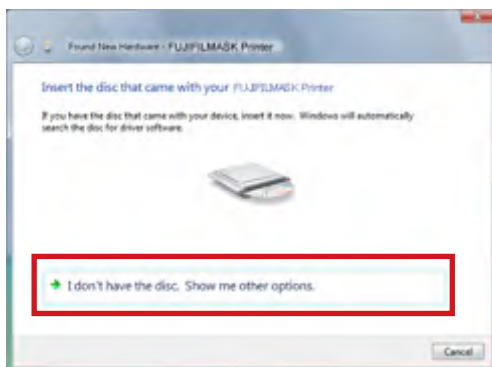 Found New Hardware - FUJIFILMASK Printer
Insert the disc that came with your FUJIFILMASK Printer
If you have the disc that came with your device, insert it now. Windows will automatically
search the disc for driver software.
I don't have the disc. Show me other options.
Cancel